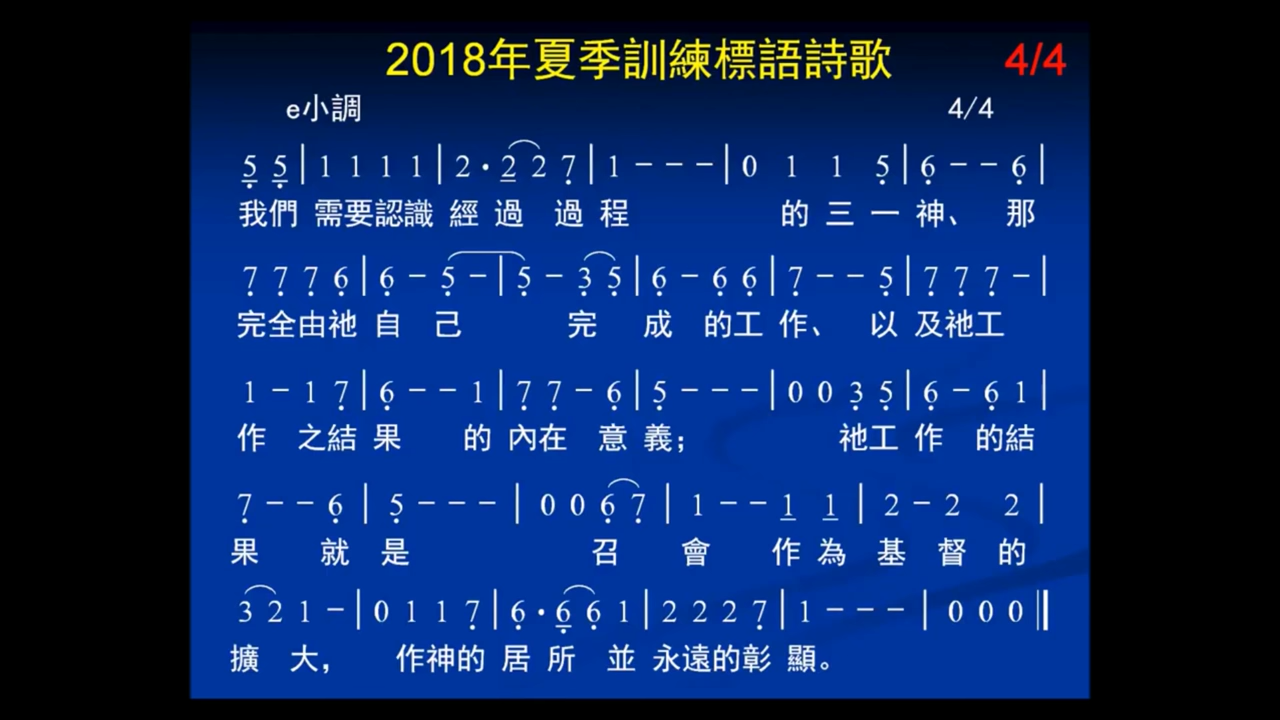 2018年夏季訓練標語詩歌 4/4
e小調 4/4
5 5 | 1 1 1 1 | 2 · 2 2 7 | 1 - - - | 0 1 1 5 | 6 - - 6 |
我們 需要認識 經 過 過 程 的 三 一 神、 那
7 7 7 6 | 6 - 5 - | 5 - 3 5 | 6 - 6 6 | 7 - - 5 | 7 7 7 - |
完全由祂 自 己 完 成 的工 作、 以 及祂工
1 - 1 7 | 6 - - 1 | 7 7 - 6 | 5 - - - | 0 0 3 5 | 6 - 6 1 |
作 之結 果 的 內在 意 義; 祂工 作 的結
7 - - 6 | 5 - - - | 0 0 6 7 | 1 - - 1 1 | 2 - 2 2 |
果 就 是 召 會 作 為 基 督 的
3 2 1 - | 0 1 1 7 | 6 · 6 6 1 | 2 2 2 7 | 1 - - - | 0 0 0 ‖
擴 大, 作神的 居 所 並 永遠的彰 顯。